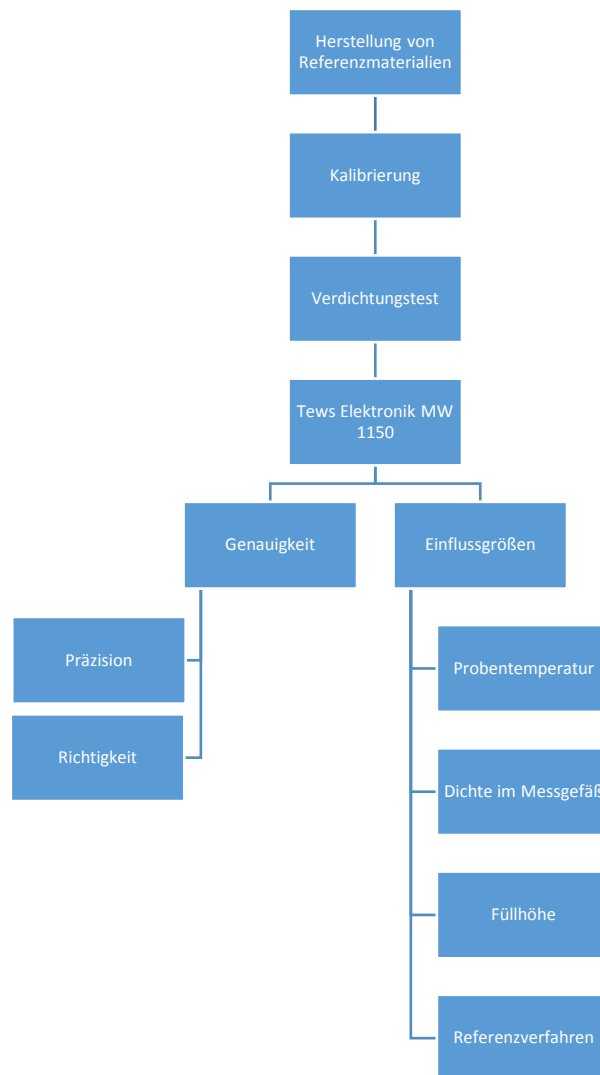 Herstellung von
Referenzmaterialien
Kalibrierung
Verdichtungstest
Tews Elektronik MW
1150
Genauigkeit
Einflussgrößen
Präzision
Richtigkeit
Probentemperatur
Dichte im Messgefäß
Füllhöhe
Referenzverfahren